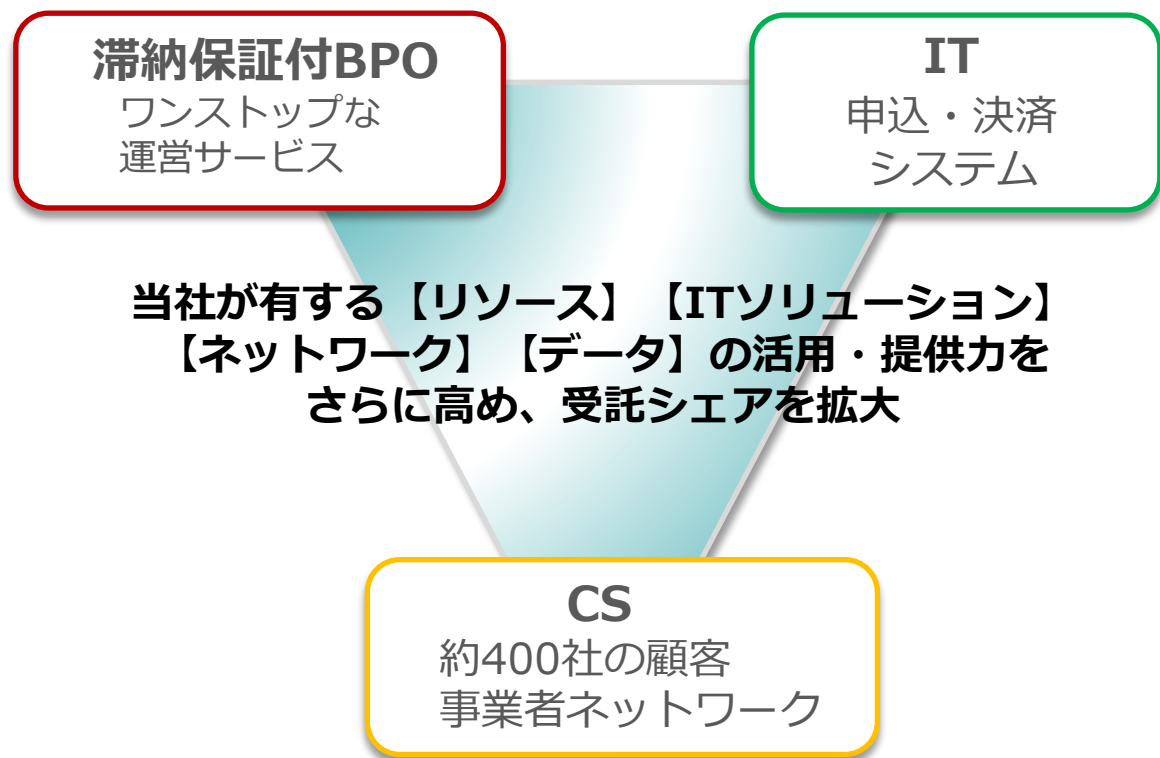 滞納保証付BPO
ワンストップな
運営サービス
IT
申込・決済
システム
当社が有する【リソース】【ITソリューション】
【ネットワーク】【データ】の活用・提供力を
さらに高め、受託シェアを拡大
CS
約400社の顧客
事業者ネットワーク